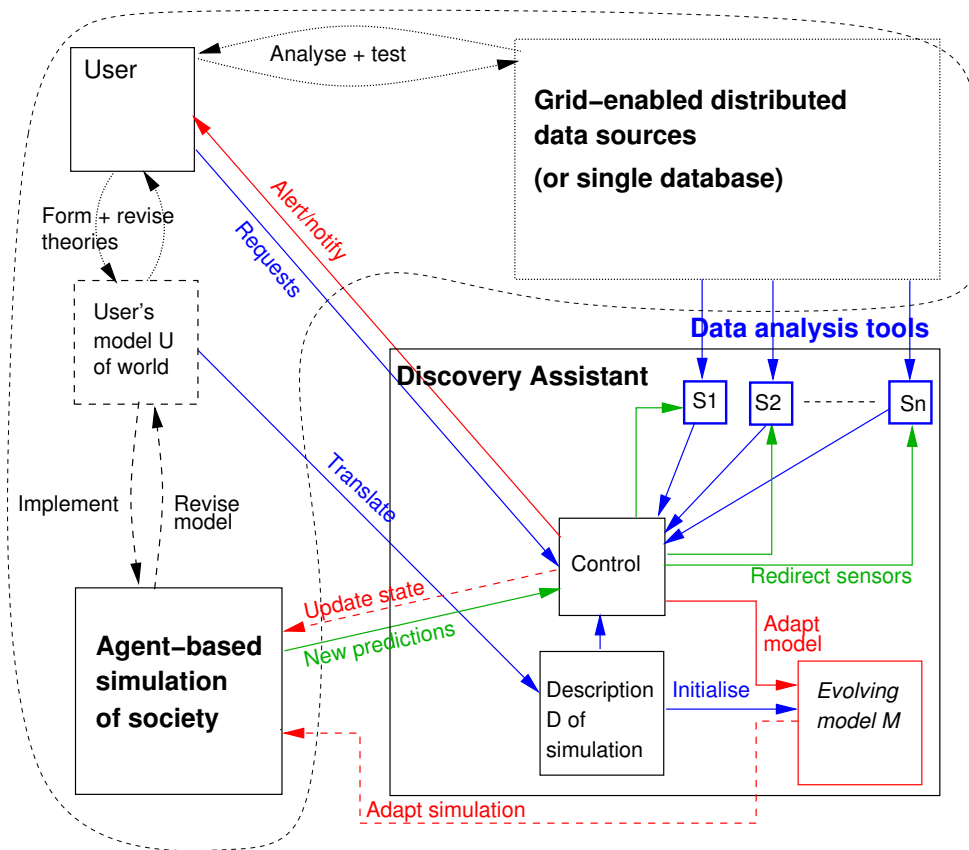 Analyse + test
User
Grid−enabled distributed
data sources
(or single database)
Alert/notify
Requests
Form + revise
theories
User's
model U
of world
Data analysis tools
Discovery Assistant
S1
S2
Sn
Translate
Implement
Revise
model
Control
Redirect sensors
Update state
New predictions
Adapt
model
Agent−based
simulation
of society
Description
D of
simulation
Initialise
Evolving
model M
Adapt simulation